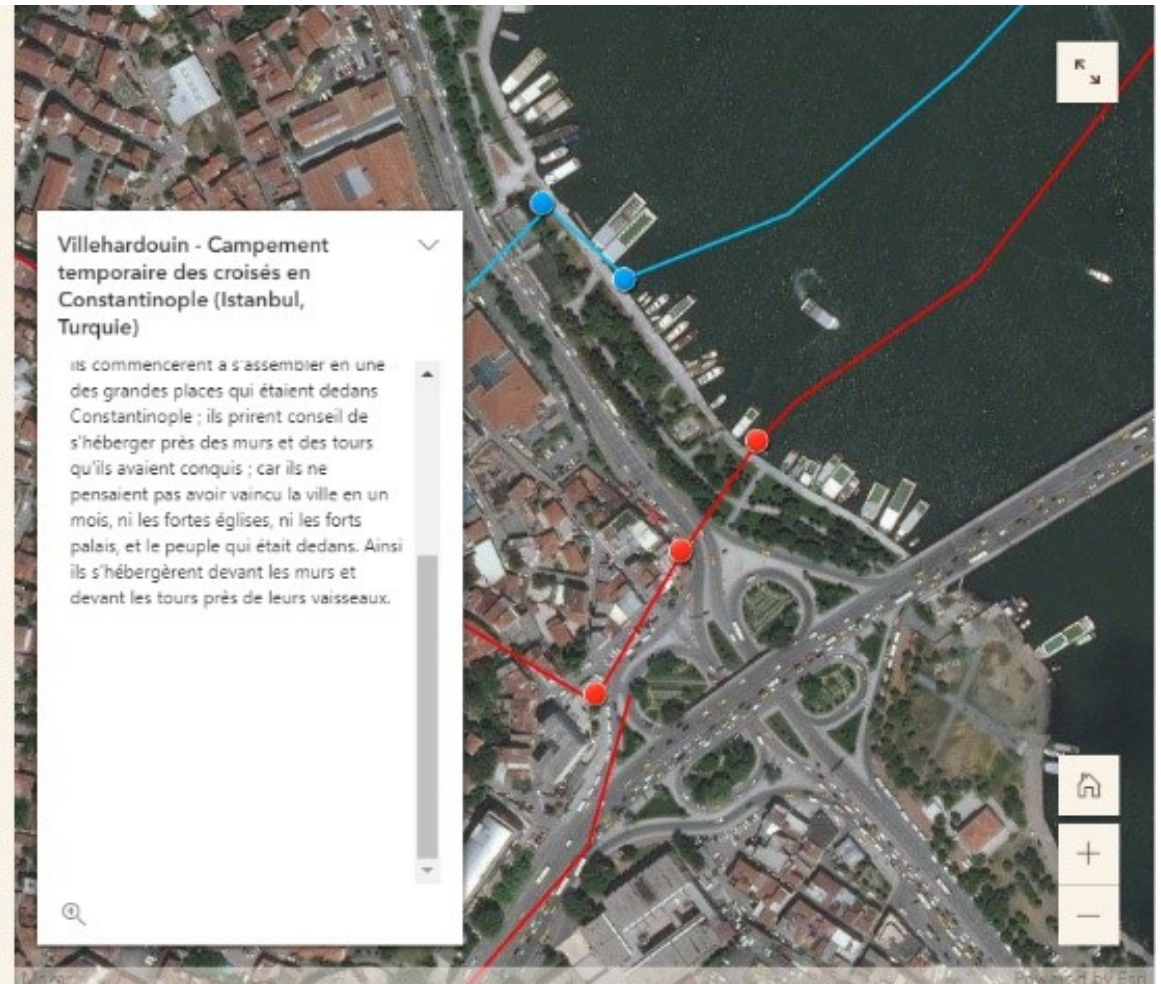 Villehardouin - Campement
temporaire des croisés en
Constantinople (Istanbul,
Turquie)
ils commencèrent à s'assembler en une
des grandes places qui étaient dedans
Constantinople ; ils prirent conseil de
s'héberger près des murs et des tours
qu'ils avaient conquis ; car ils ne
pensaient pas avoir vaincu la ville en un
mois, ni les fortes églises, ni les forts
palais, et le peuple qui était dedans. Ainsi
ils s'hébergèrent devant les murs et
devant les tours près de leurs vaisseaux.
Maxar
Powered by Esri